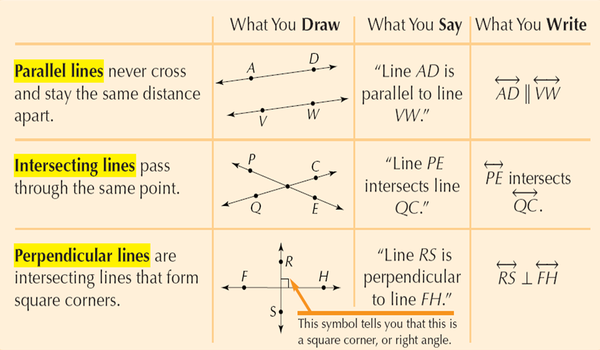 What You Draw
What You Say
What You Write
Parallel lines never cross
and stay the same distance
apart.
A
D
V
W
“Line AD is
parallel to line
VW.”
AD ∥ VW
Intersecting lines pass
through the same point.
P
C
Q
E
“Line PE
intersects line
QC.”
PE intersects
QC.
Perpendicular lines are
intersecting lines that form
square corners.
R
F
H
S
“Line RS is
perpendicular
to line FH.”
RS ⊥ FH
This symbol tells you that this is
a square corner, or right angle.